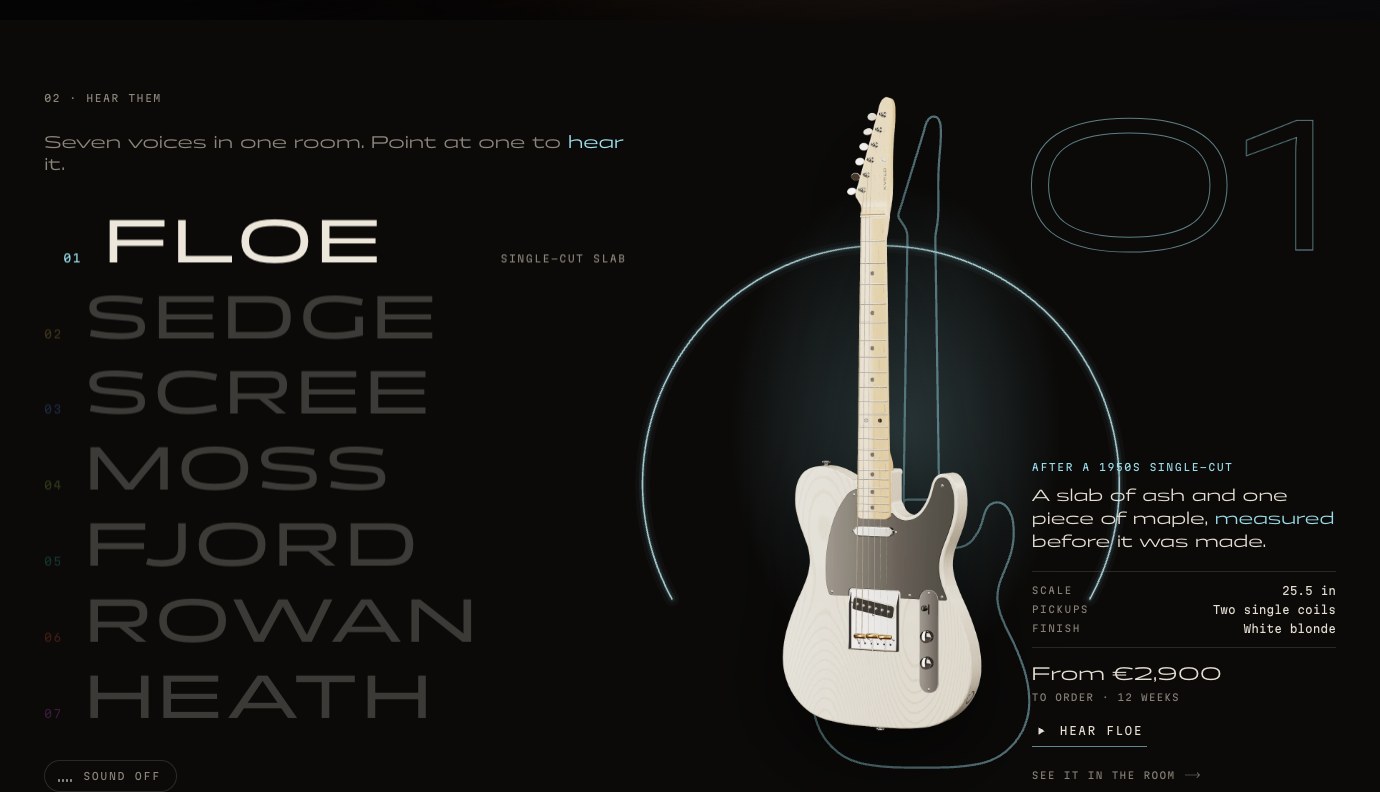 02 · HEAR THEM
Seven voices in one room. Point at one to hear
it.
01 FLOE SINGLE-CUT SLAB
02 SEDGE
03 SCREE
04 MOSS
05 FJORD
06 ROWAN
07 HEATH
SOUND OFF
01
AFTER A 1950S SINGLE-CUT
A slab of ash and one
piece of maple, measured
before it was made.
SCALE 25.5 in
PICKUPS Two single coils
FINISH White blonde
From €2,900
TO ORDER · 12 WEEKS
HEAR FLOE
SEE IT IN THE ROOM →